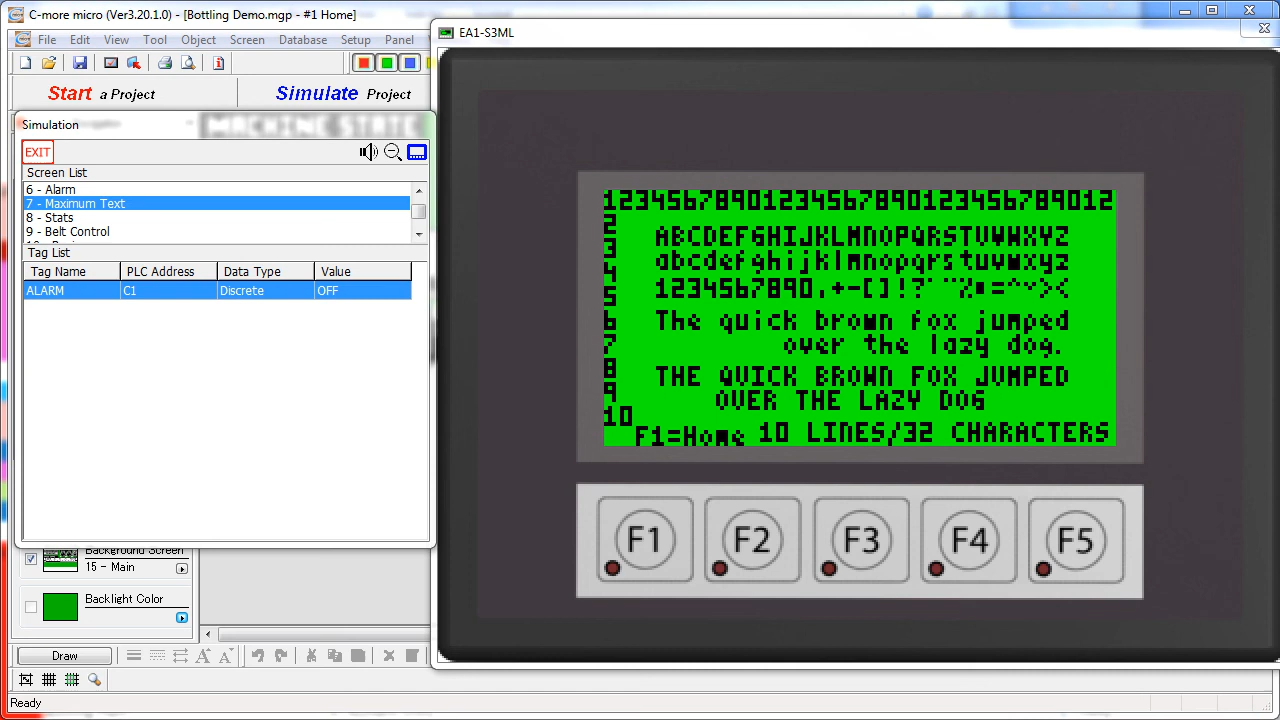 C-more micro (Ver3.20.1.0) - [Bottling Demo.mgp - #1 Home]
File Edit View Tool Object Screen Database Setup Panel
Start a Project
Simulate Project
Simulation
MACHINE STATE
EXIT
Screen List
6 - Alarm
7 - Maximum Text
8 - Stats
9 - Belt Control
Tag List
Tag Name PLC Address Data Type Value
ALARM C1 Discrete OFF
Background Screen
15 - Main
Backlight Color
Draw
Ready
EA1-S3ML
12345678901234567890123456789012
2
3
4
5
6
7
8
9
10
ABCDEFGHIJKLMNOPQRSTUVWXYZ
abcdefghijklmnopqrstuvwxyz
The quick brown fox jumped
over the lazy dog.
THE QUICK BROWN FOX JUMPED
OVER THE LAZY DOG
F1=Home 10 LINES/32 CHARACTERS
F1 F2 F3 F4 F5